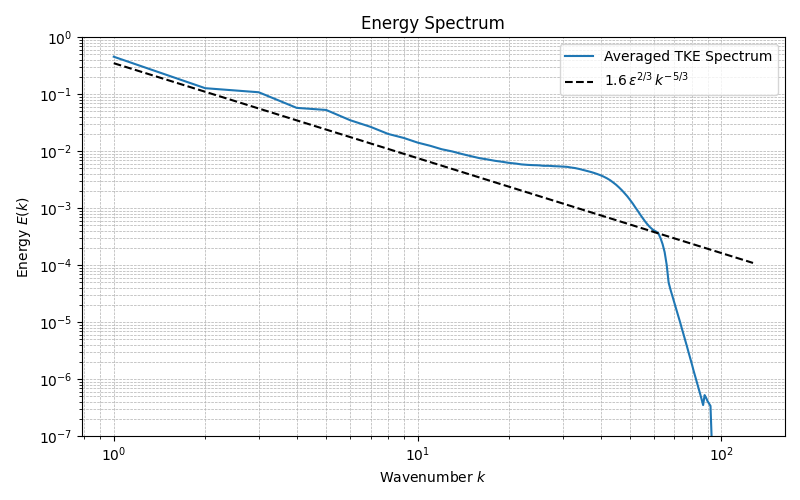 Energy Spectrum
Averaged TKE Spectrum
1.6 ε^{2/3} k^{−5/3}
Energy E(k)
10^0
10^{−1}
10^{−2}
10^{−3}
10^{−4}
10^{−5}
10^{−6}
10^{−7}
10^0 10^1 10^2
Wavenumber k